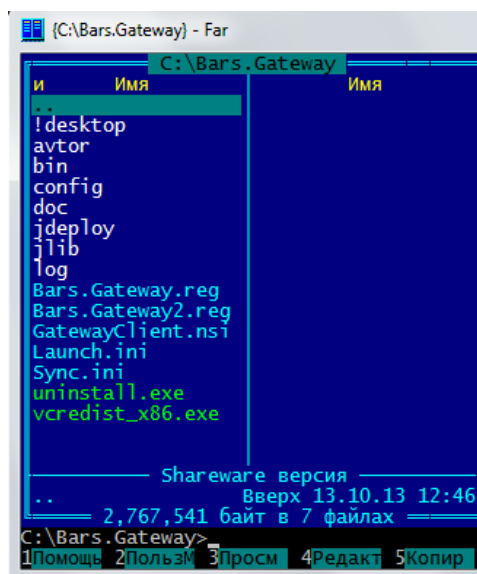 {C:\Bars.Gateway} - Far
C:\Bars.Gateway
и Имя Имя
..
!desktop
avtor
bin
config
doc
jdeploy
jlib
log
Bars.Gateway.reg
Bars.Gateway2.reg
GatewayClient.nsi
Launch.ini
Sync.ini
uninstall.exe
vcredist_x86.exe
Shareware версия
.. Вверх 13.10.13 12:46
2,767,541 байт в 7 файлах
C:\Bars.Gateway>
1Помощь 2ПользМ 3Просм 4Редакт 5Копир